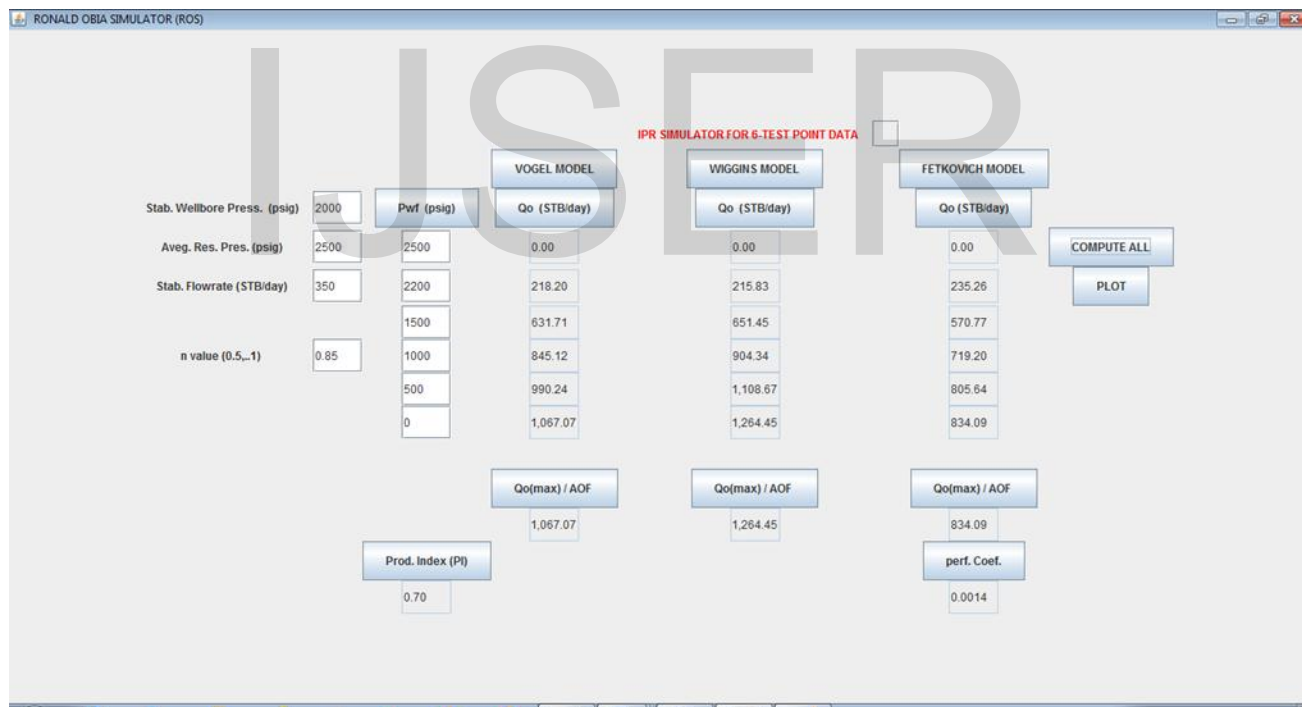 RONALD OBIA SIMULATOR (ROS)
IJSER
IPR SIMULATOR FOR 6-TEST POINT DATA
VOGEL MODEL WIGGINS MODEL FETKOVICH MODEL
Stab. Wellbore Press. (psig) 2000 Pwf (psig) Qo (STB/day) Qo (STB/day) Qo (STB/day)
Aveg. Res. Pres. (psig) 2500 2500 0.00 0.00 0.00 COMPUTE ALL
Stab. Flowrate (STB/day) 350 2200 218.20 215.83 235.26 PLOT
1500 631.71 651.45 570.77
n value (0.5,..1) 0.85 1000 845.12 904.34 719.20
500 990.24 1,108.67 805.64
0 1,067.07 1,264.45 834.09
Qo(max) / AOF Qo(max) / AOF Qo(max) / AOF
1,067.07 1,264.45 834.09
Prod. Index (PI) perf. Coef.
0.70 0.0014